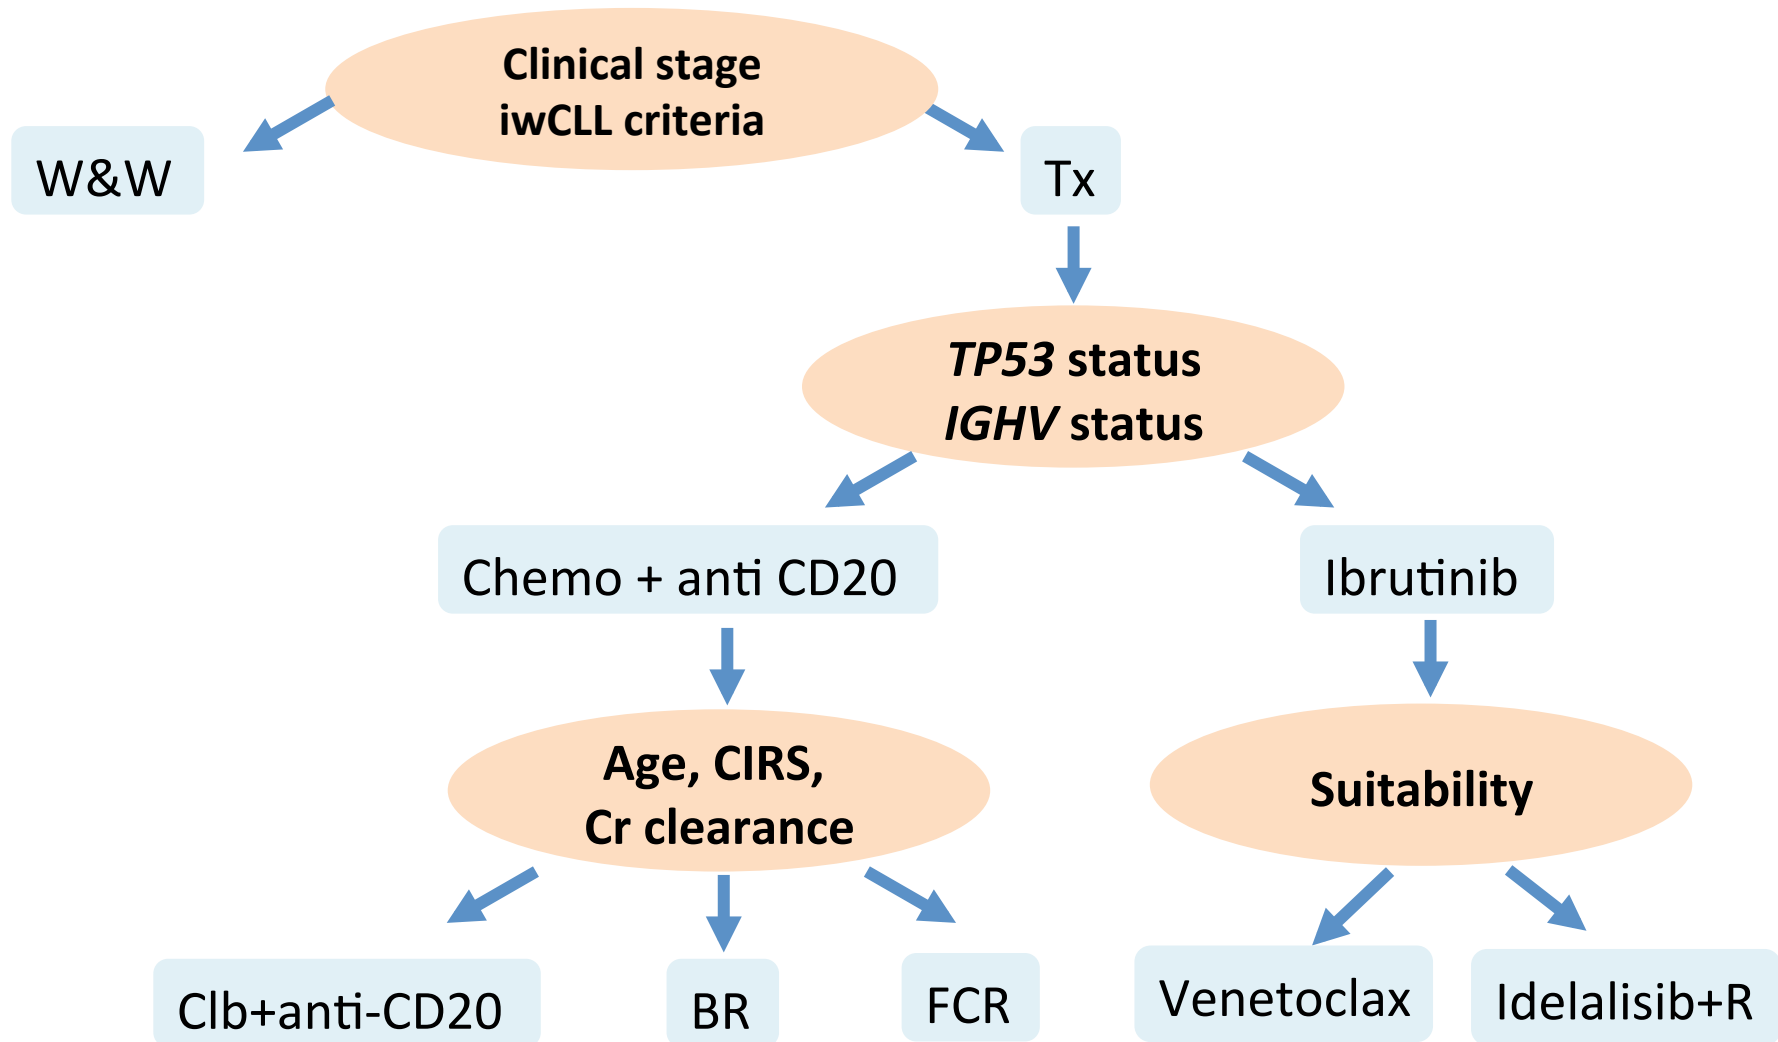 Clinical stage
iwCLL criteria
W&W
Tx
TP53 status
IGHV status
Chemo + anti CD20
Ibrutinib
Age, CIRS,
Cr clearance
Suitability
Clb+anti-CD20
BR
FCR
Venetoclax
Idelalisib+R